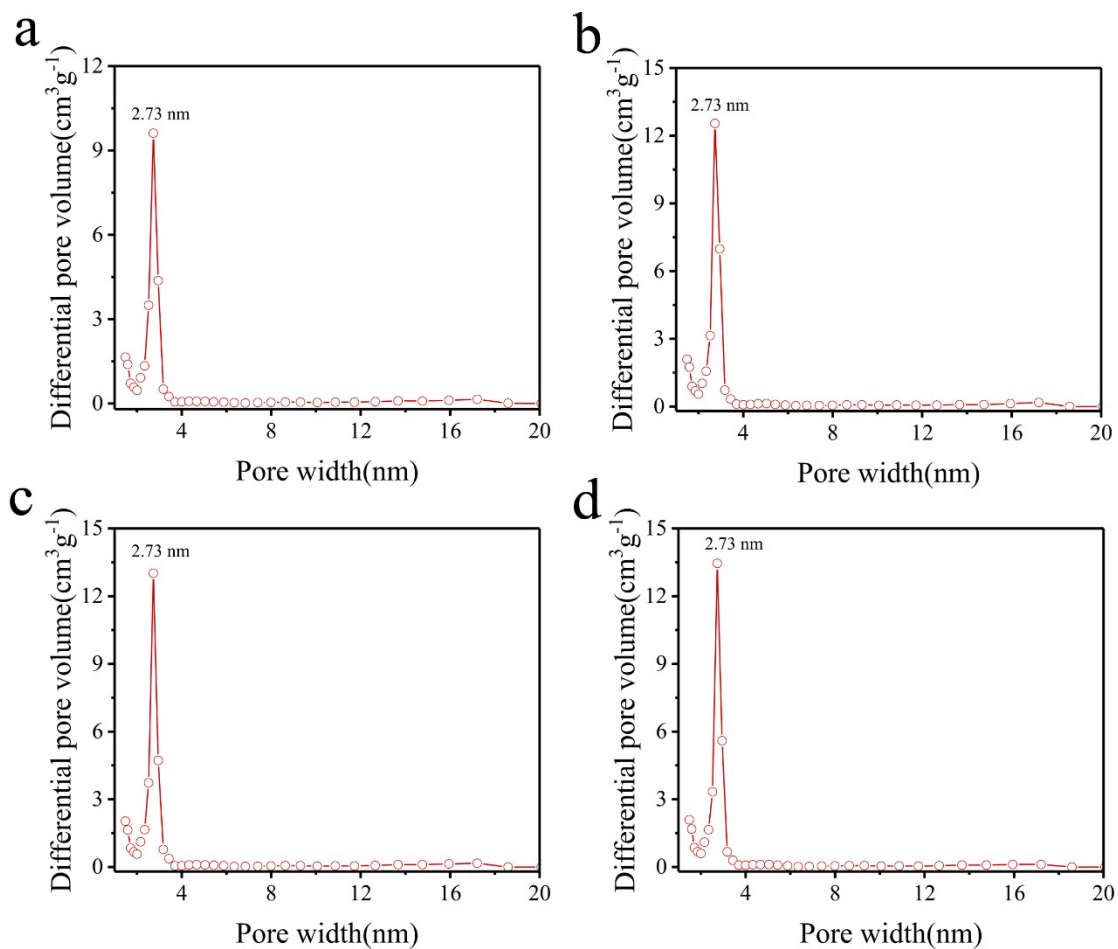 a
Differential pore volume(cm³g⁻¹)
12
9
6
3
0
2.73 nm
4
8
12
16
20
Pore width(nm)
b
Differential pore volume(cm³g⁻¹)
15
12
9
6
3
0
2.73 nm
4
8
12
16
20
Pore width(nm)
c
Differential pore volume(cm³g⁻¹)
15
12
9
6
3
0
2.73 nm
4
8
12
16
20
Pore width(nm)
d
Differential pore volume(cm³g⁻¹)
15
12
9
6
3
0
2.73 nm
4
8
12
16
20
Pore width(nm)